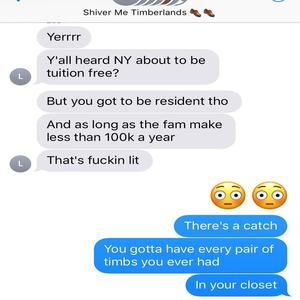 Shiver Me Timberlands
Yerrrr
Y'all heard NY about to be
tuition free?
But you got to be resident tho
And as long as the fam make
less than 100k a year
L
That's fuckin lit
There's a catch
You gotta have every pair of
timbs you ever had
In your closet